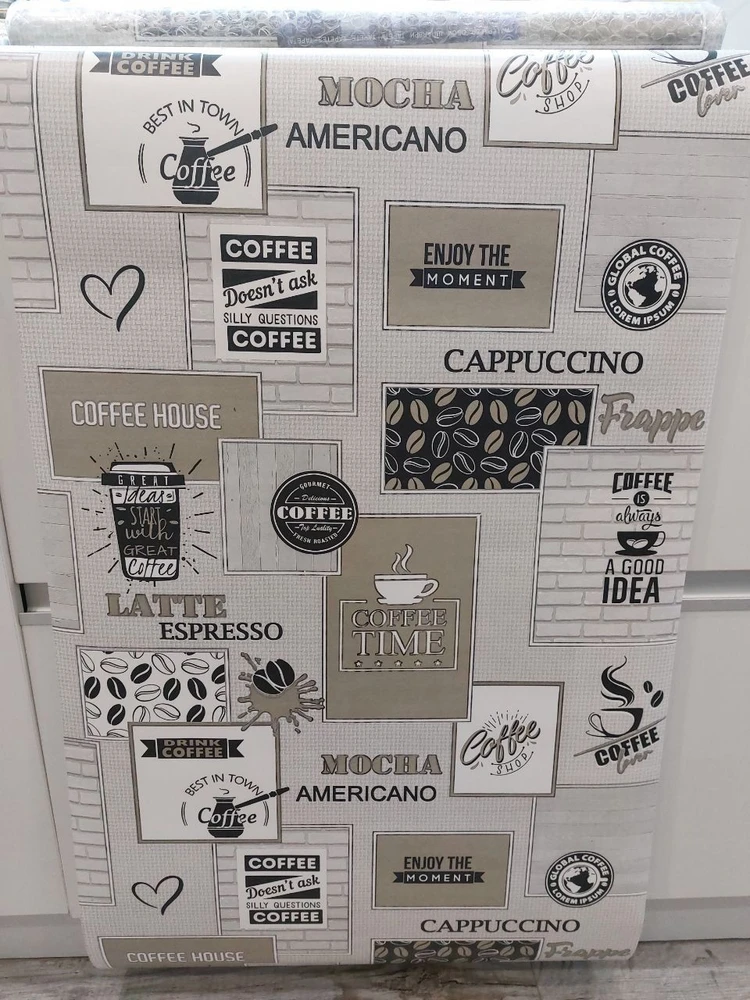 DRINK
COFFEE
BEST IN TOWN
Coffee
MOCHA
AMERICANO
Coffee
SHOP
COFFEE
lover
COFFEE
Doesn't ask
SILLY QUESTIONS
COFFEE
ENJOY THE
MOMENT
GLOBAL COFFEE
LOREM IPSUM
CAPPUCCINO
COFFEE HOUSE
Frappe
GREAT
Ideas
START
with
GREAT
Coffee
GOURMET
Delicious
COFFEE
Top Quality
FRESH ROASTED
COFFEE
IS
always
A GOOD
IDEA
LATTE
ESPRESSO
COFFEE
TIME
DRINK
COFFEE
BEST IN TOWN
Coffee
MOCHA
AMERICANO
Coffee
SHOP
COFFEE
lover
COFFEE
Doesn't ask
SILLY QUESTIONS
COFFEE
ENJOY THE
MOMENT
GLOBAL COFFEE
LOREM IPSUM
CAPPUCCINO
COFFEE HOUSE
Frappe